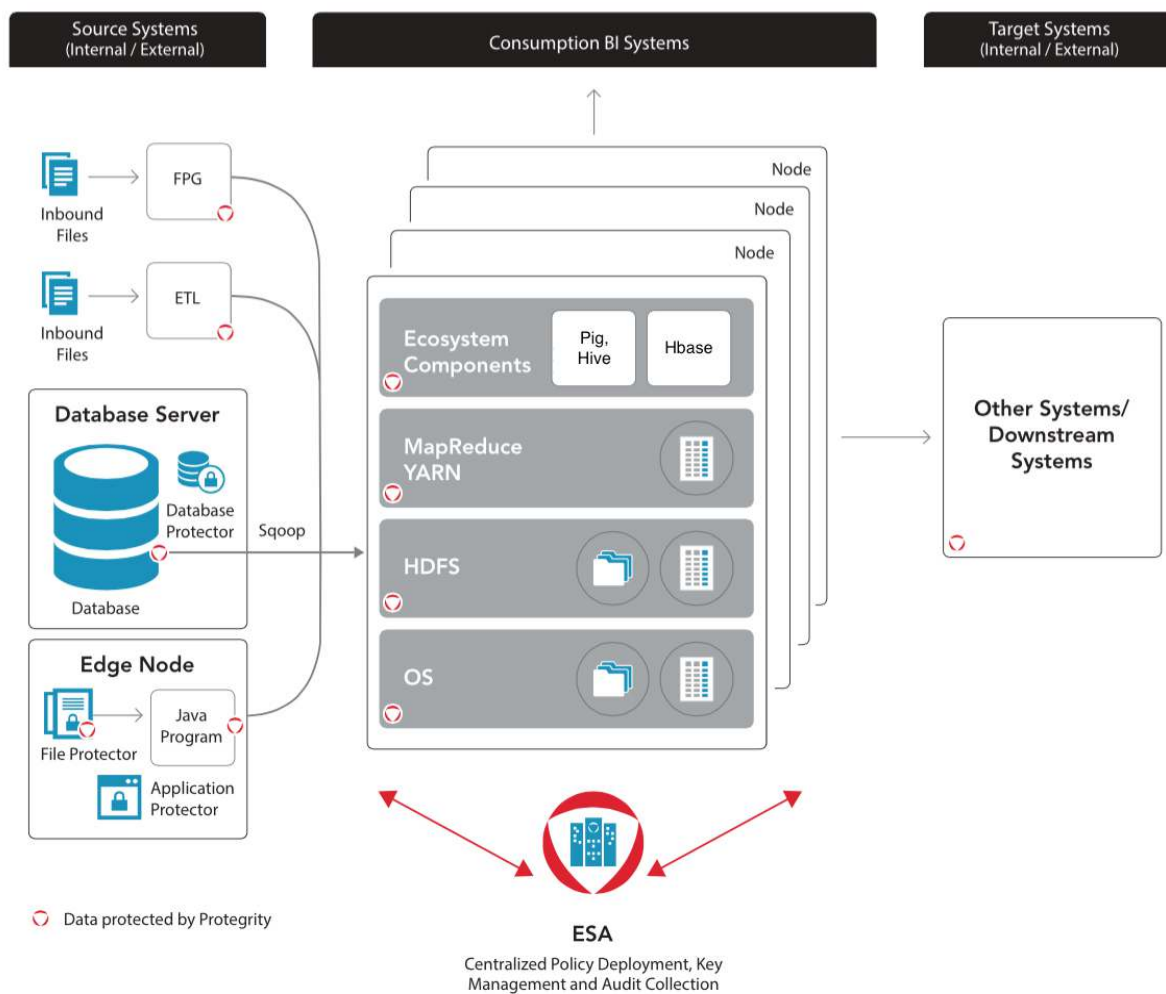 Source Systems
(Internal / External)
Consumption BI Systems
Target Systems
(Internal / External)
Inbound
Files
FPG
Inbound
Files
ETL
Database Server
Database
Protector
Database
Sqoop
Edge Node
File Protector
Java
Program
Application
Protector
Node
Node
Node
Ecosystem
Components
Pig,
Hive
Hbase
MapReduce
YARN
HDFS
OS
Other Systems/
Downstream
Systems
Data protected by Protegrity
ESA
Centralized Policy Deployment, Key
Management and Audit Collection